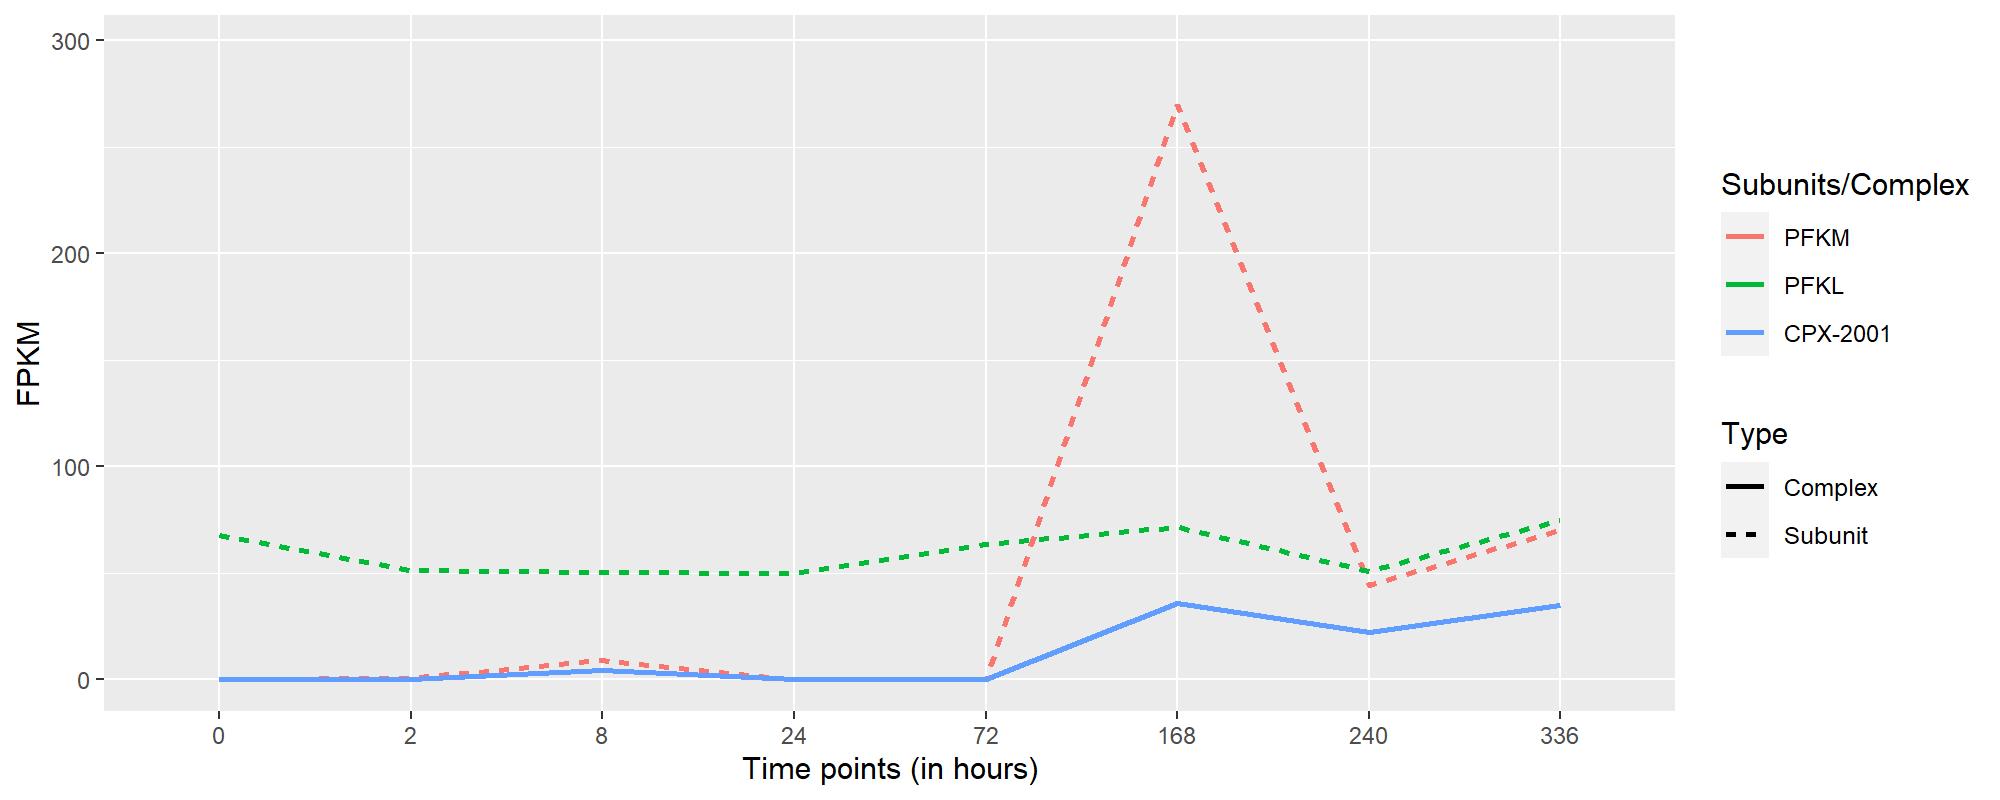 300
200
100
0
FPKM
0 2 8 24 72 168 240 336
Time points (in hours)
Subunits/Complex
PFKM
PFKL
CPX-2001
Type
Complex
Subunit